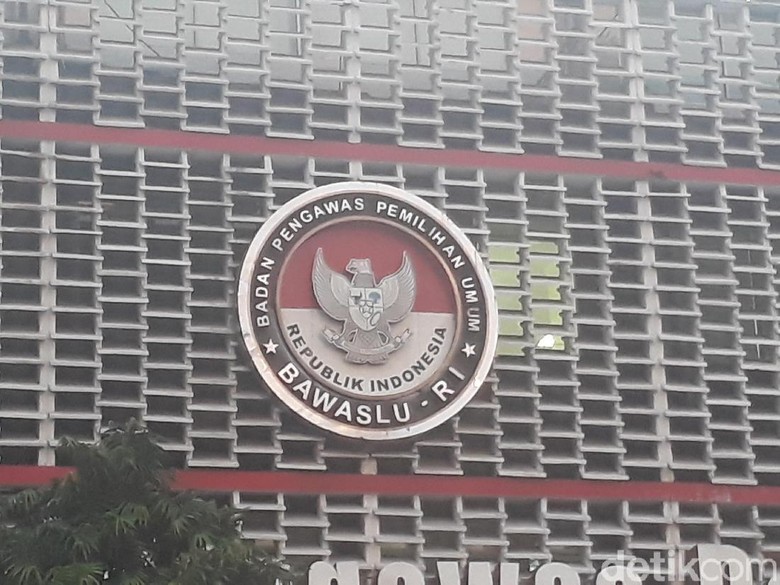 BADAN PENGAWAS PEMILIHAN UMUM
REPUBLIK INDONESIA
★ BAWASLU - RI ★
detikcom